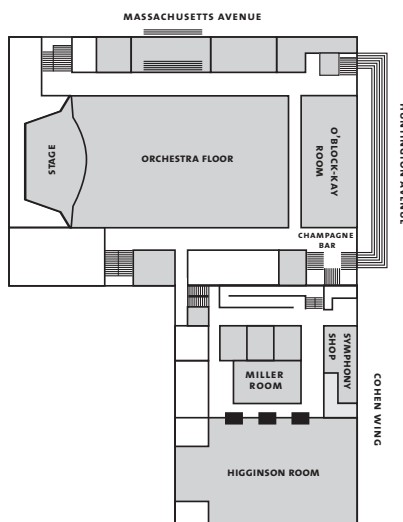 MASSACHUSETTS AVENUE
HUNTINGTON AVENUE
STAGE
ORCHESTRA FLOOR
O'BLOCK-KAY
ROOM
CHAMPAGNE
BAR
SYMPHONY
SHOP
MILLER
ROOM
COHEN WING
HIGGINSON ROOM